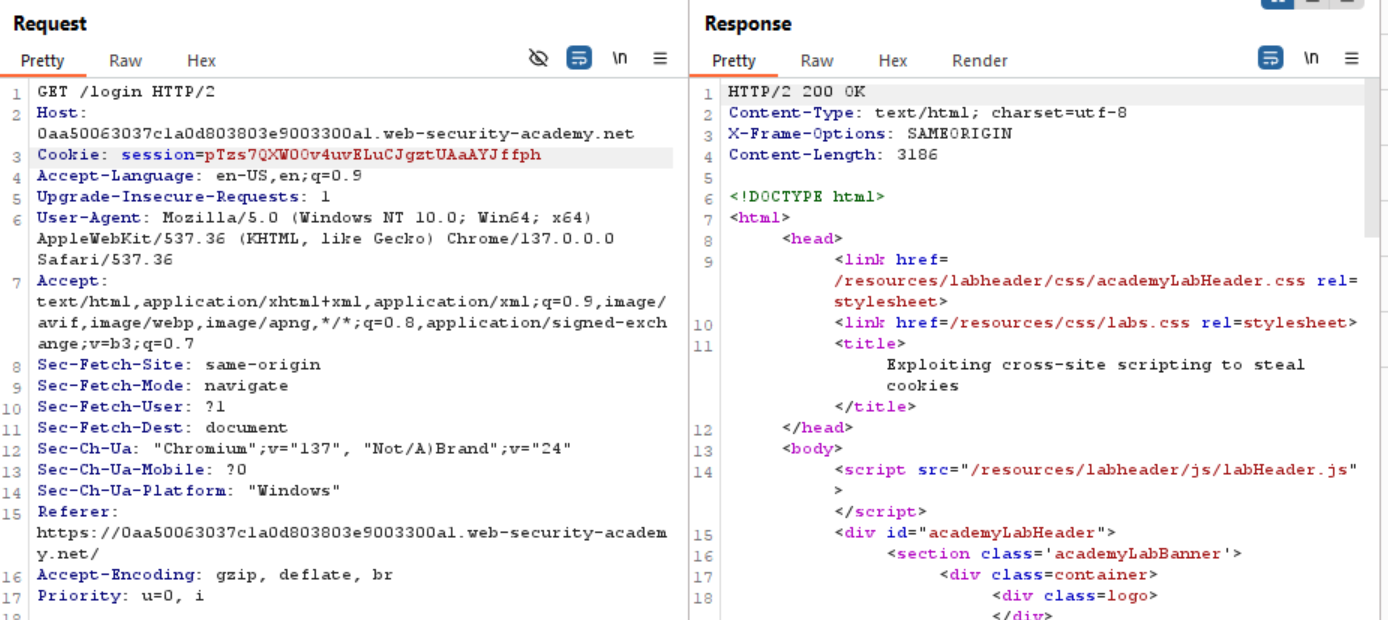 Request
Pretty Raw Hex \n
1 GET /login HTTP/2
2 Host:
0aa50063037c1a0d803803e9003300a1.web-security-academy.net
3 Cookie: session=pTzs7QXWO0v4uvELuCJgztUAaAYJffph
4 Accept-Language: en-US,en;q=0.9
5 Upgrade-Insecure-Requests: 1
6 User-Agent: Mozilla/5.0 (Windows NT 10.0; Win64; x64)
AppleWebKit/537.36 (KHTML, like Gecko) Chrome/137.0.0.0
Safari/537.36
7 Accept:
text/html,application/xhtml+xml,application/xml;q=0.9,image/
avif,image/webp,image/apng,*/*;q=0.8,application/signed-exch
ange;v=b3;q=0.7
8 Sec-Fetch-Site: same-origin
9 Sec-Fetch-Mode: navigate
10 Sec-Fetch-User: ?1
11 Sec-Fetch-Dest: document
12 Sec-Ch-Ua: "Chromium";v="137", "Not/A)Brand";v="24"
13 Sec-Ch-Ua-Mobile: ?0
14 Sec-Ch-Ua-Platform: "Windows"
15 Referer:
https://0aa50063037c1a0d803803e9003300a1.web-security-academ
y.net/
16 Accept-Encoding: gzip, deflate, br
17 Priority: u=0, i
18
Response
Pretty Raw Hex Render \n
1 HTTP/2 200 OK
2 Content-Type: text/html; charset=utf-8
3 X-Frame-Options: SAMEORIGIN
4 Content-Length: 3186
5
6 <!DOCTYPE html>
7 <html>
8 <head>
9 <link href=
/resources/labheader/css/academyLabHeader.css rel=
stylesheet>
10 <link href=/resources/css/labs.css rel=stylesheet>
11 <title>
Exploiting cross-site scripting to steal
cookies
</title>
12 </head>
13 <body>
14 <script src="/resources/labheader/js/labHeader.js"
>
</script>
15 <div id="academyLabHeader">
16 <section class='academyLabBanner'>
17 <div class=container>
18 <div class=logo>
</div>